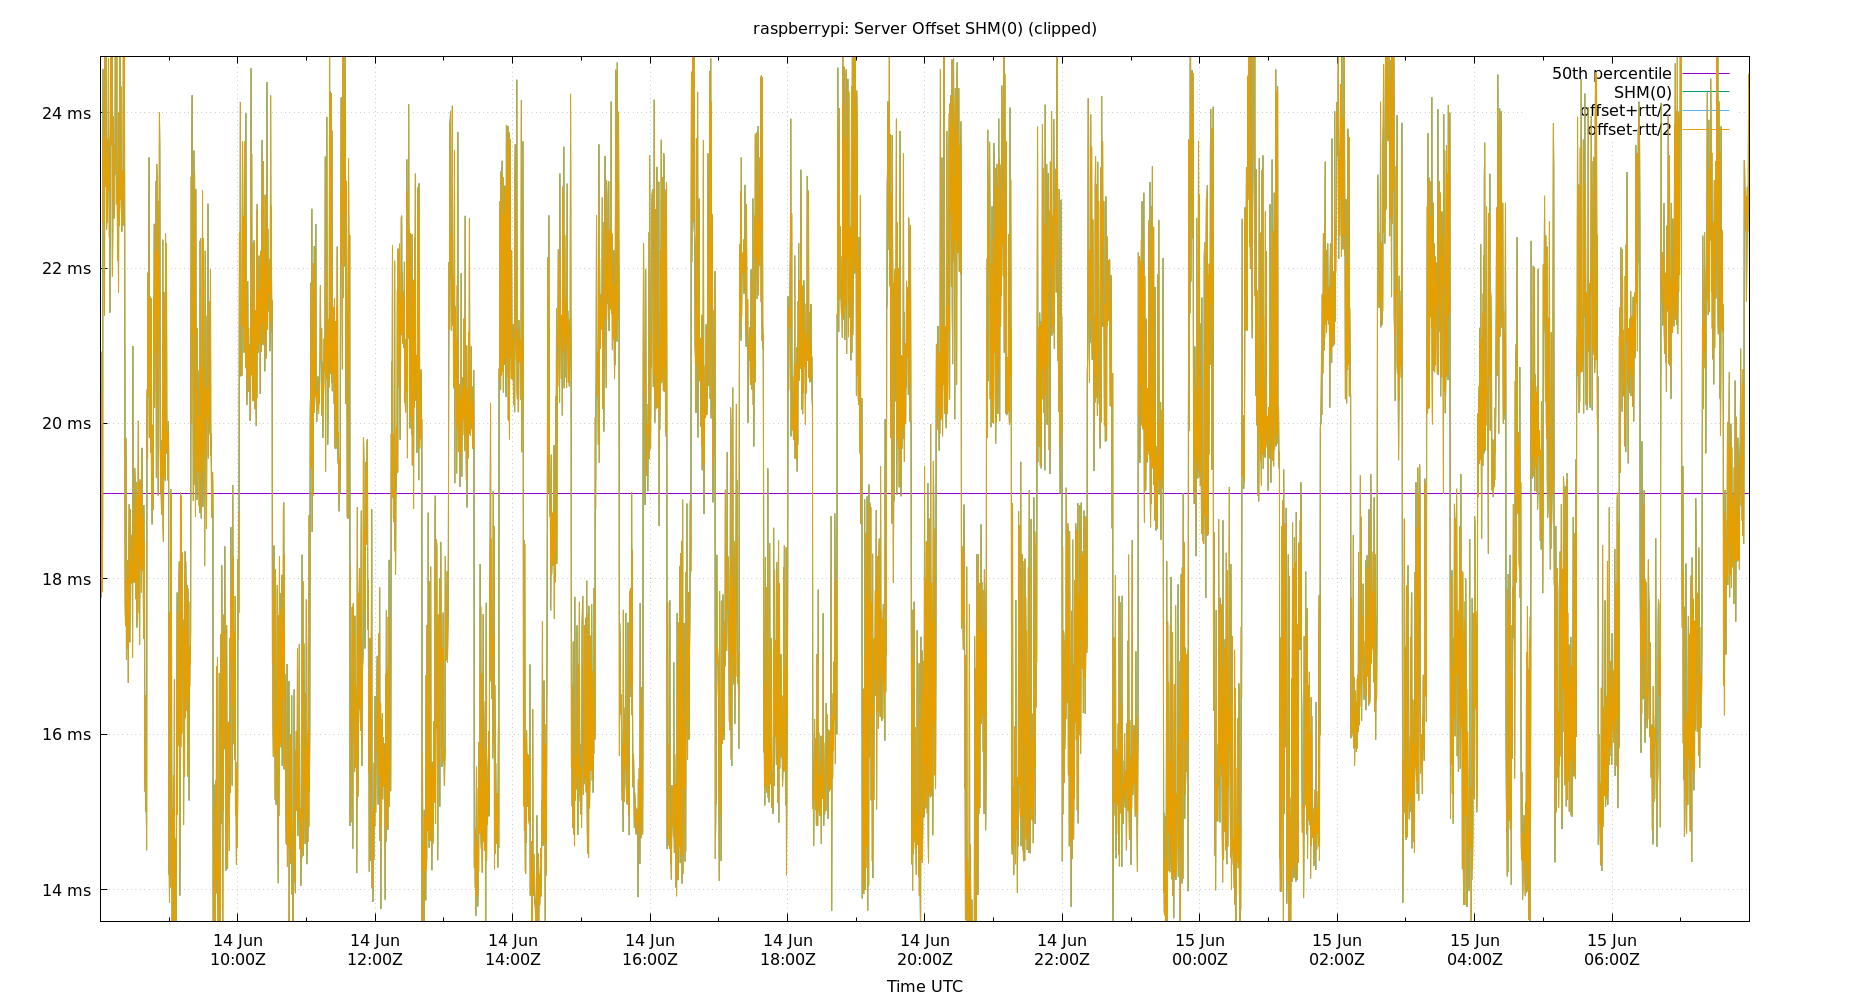 raspberrypi: Server Offset SHM(0) (clipped)
50th percentile
SHM(0)
offset+rtt/2
offset-rtt/2
24 ms
22 ms
20 ms
18 ms
16 ms
14 ms
14 Jun 14 Jun 14 Jun 14 Jun 14 Jun 14 Jun 14 Jun 15 Jun 15 Jun 15 Jun 15 Jun
10:00Z 12:00Z 14:00Z 16:00Z 18:00Z 20:00Z 22:00Z 00:00Z 02:00Z 04:00Z 06:00Z
Time UTC